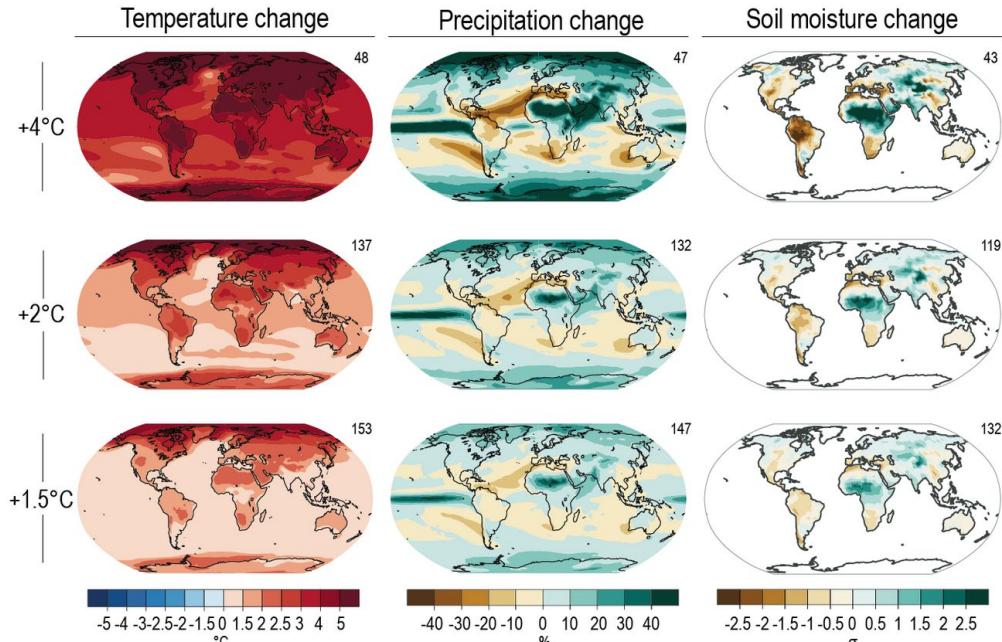 Temperature change Precipitation change Soil moisture change
48 47 43
+4°C
137 132 119
+2°C
153 147 132
+1.5°C
-5 -4 -3 -2.5 -2 -1.5 0 1.5 2 2.5 3 4 5
-40 -30 -20 -10 0 10 20 30 40
-2.5 -2 -1.5 -1 -0.5 0 0.5 1 1.5 2 2.5
°C % σ